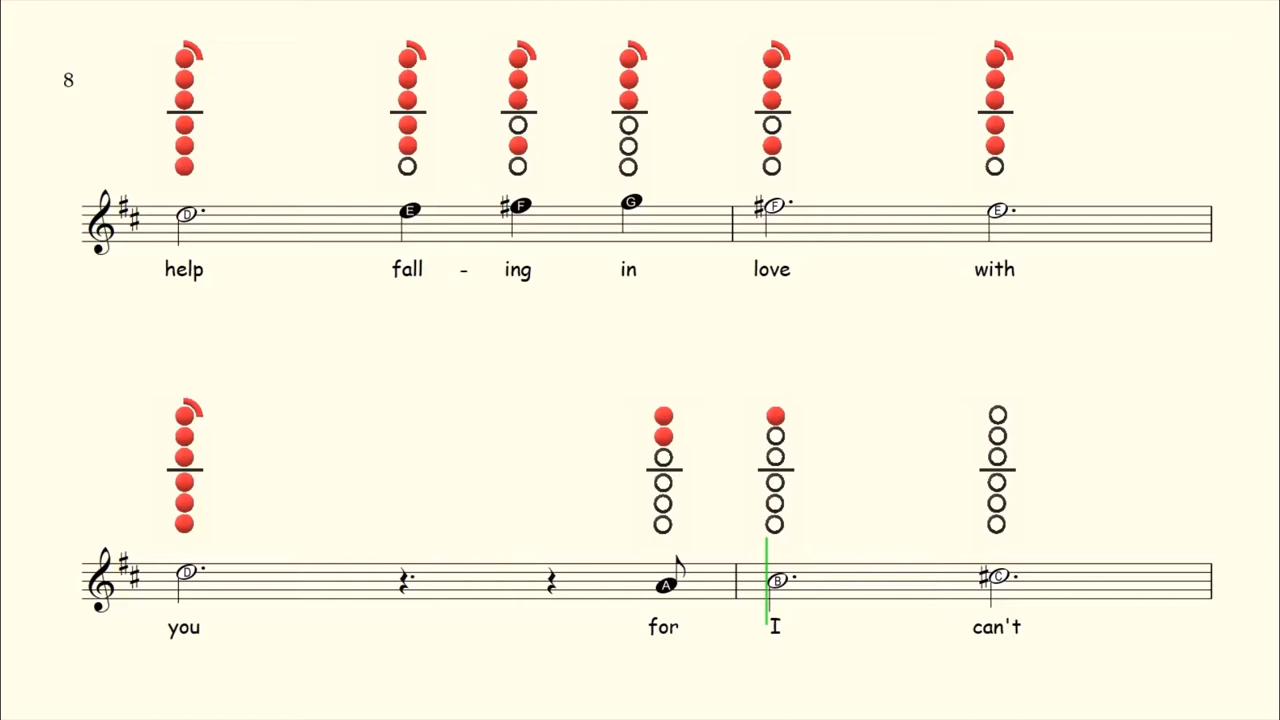 8
D E F G F E
help fall - ing in love with
D A B C
you for I can't